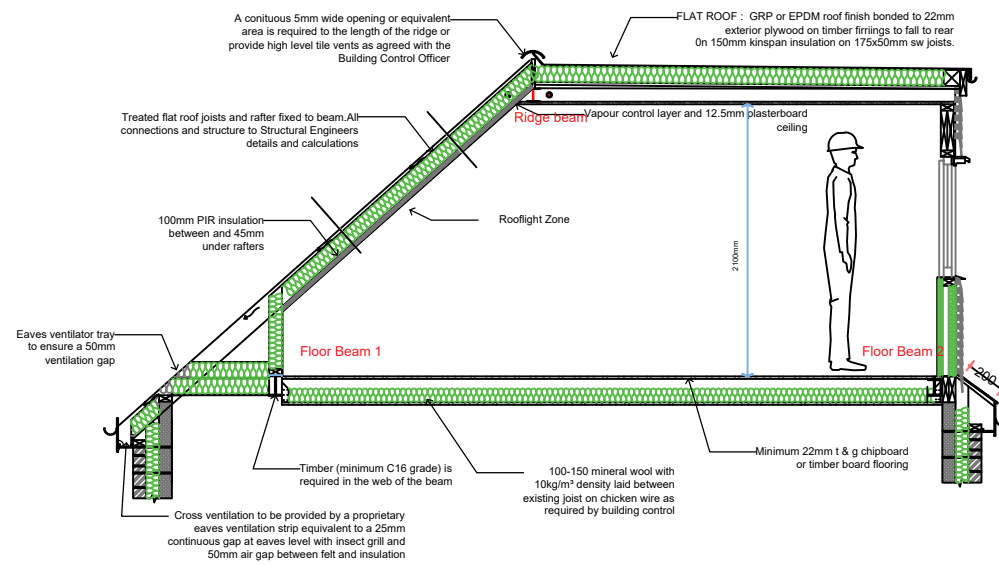 A conituous 5mm wide opening or equivalent
area is required to the length of the ridge or
provide high level tile vents as agreed with the
Building Control Officer
FLAT ROOF : GRP or EPDM roof finish bonded to 22mm
exterior plywood on timber firriings to fall to rear
0n 150mm kinspan insulation on 175x50mm sw joists.
Treated flat roof joists and rafter fixed to beam.All
connections and structure to Structural Engineers
details and calculations
Ridge beam
Vapour control layer and 12.5mm plasterboard
ceiling
100mm PIR insulation
between and 45mm
under rafters
Rooflight Zone
2100mm
Eaves ventilator tray
to ensure a 50mm
ventilation gap
Floor Beam 1
Floor Beam 2
200
Timber (minimum C16 grade) is
required in the web of the beam
100-150 mineral wool with
10kg/m³ density laid between
existing joist on chicken wire as
required by building control
Minimum 22mm t & g chipboard
or timber board flooring
Cross ventilation to be provided by a proprietary
eaves ventilation strip equivalent to a 25mm
continuous gap at eaves level with insect grill and
50mm air gap between felt and insulation